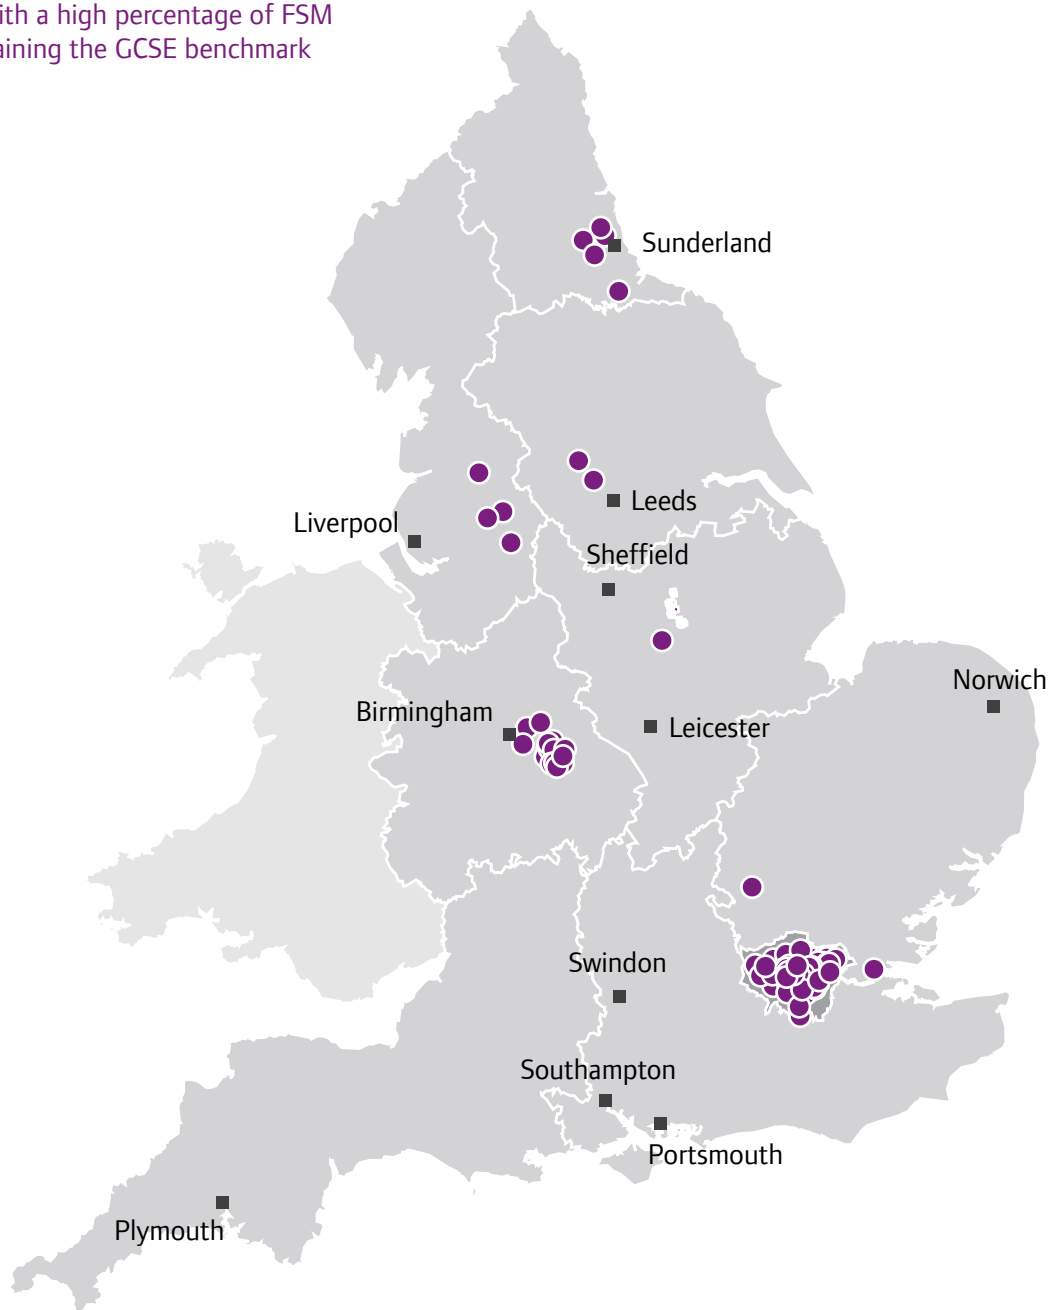 with a high percentage of FSM
aining the GCSE benchmark
Sunderland
Leeds
Liverpool
Sheffield
Norwich
Birmingham
Leicester
Swindon
Southampton
Portsmouth
Plymouth